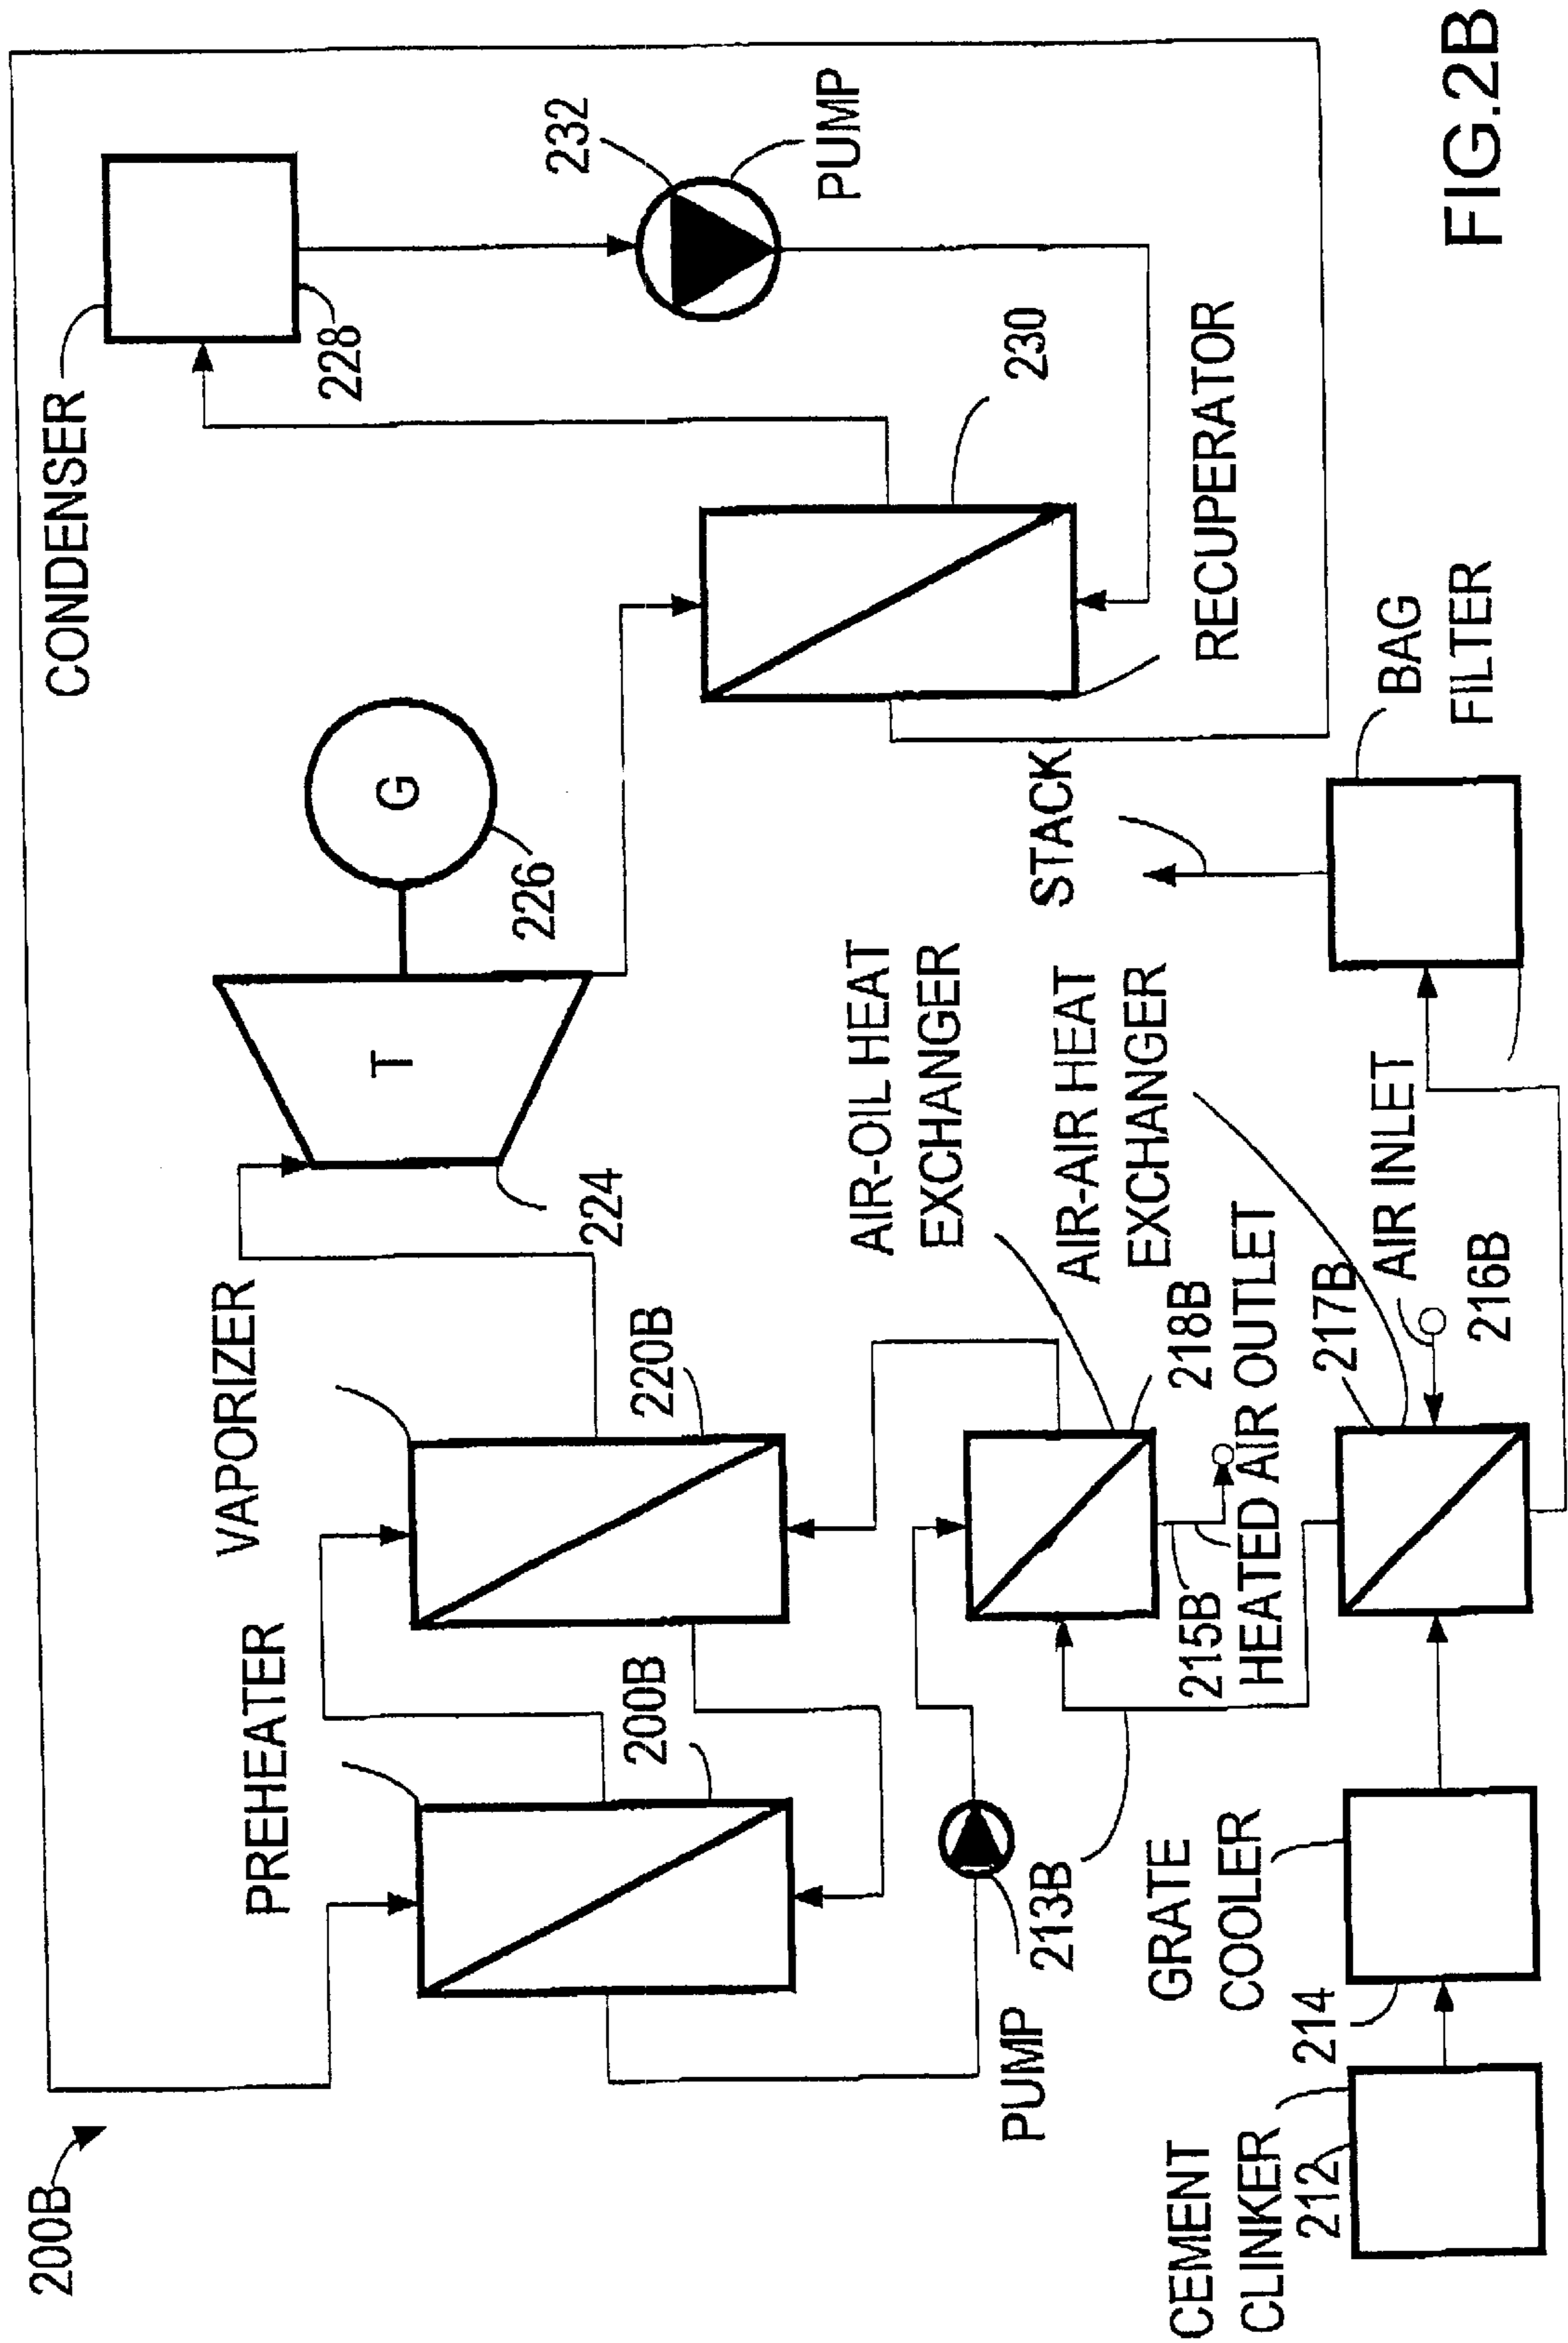 200B
CONDENSER
228
232
PUMP
G
226
T
224
230
RECUPERATOR
VAPORIZER
220B
PREHEATER
200B
AIR-OIL HEAT
EXCHANGER
AIR-AIR HEAT
EXCHANGER
218B
215B
HEATED AIR OUTLET
213B
PUMP
STACK
BAG
FILTER
AIR INLET
216B
217B
GRATE
COOLER
214
CEMENT
CLINKER
212
FIG.2B